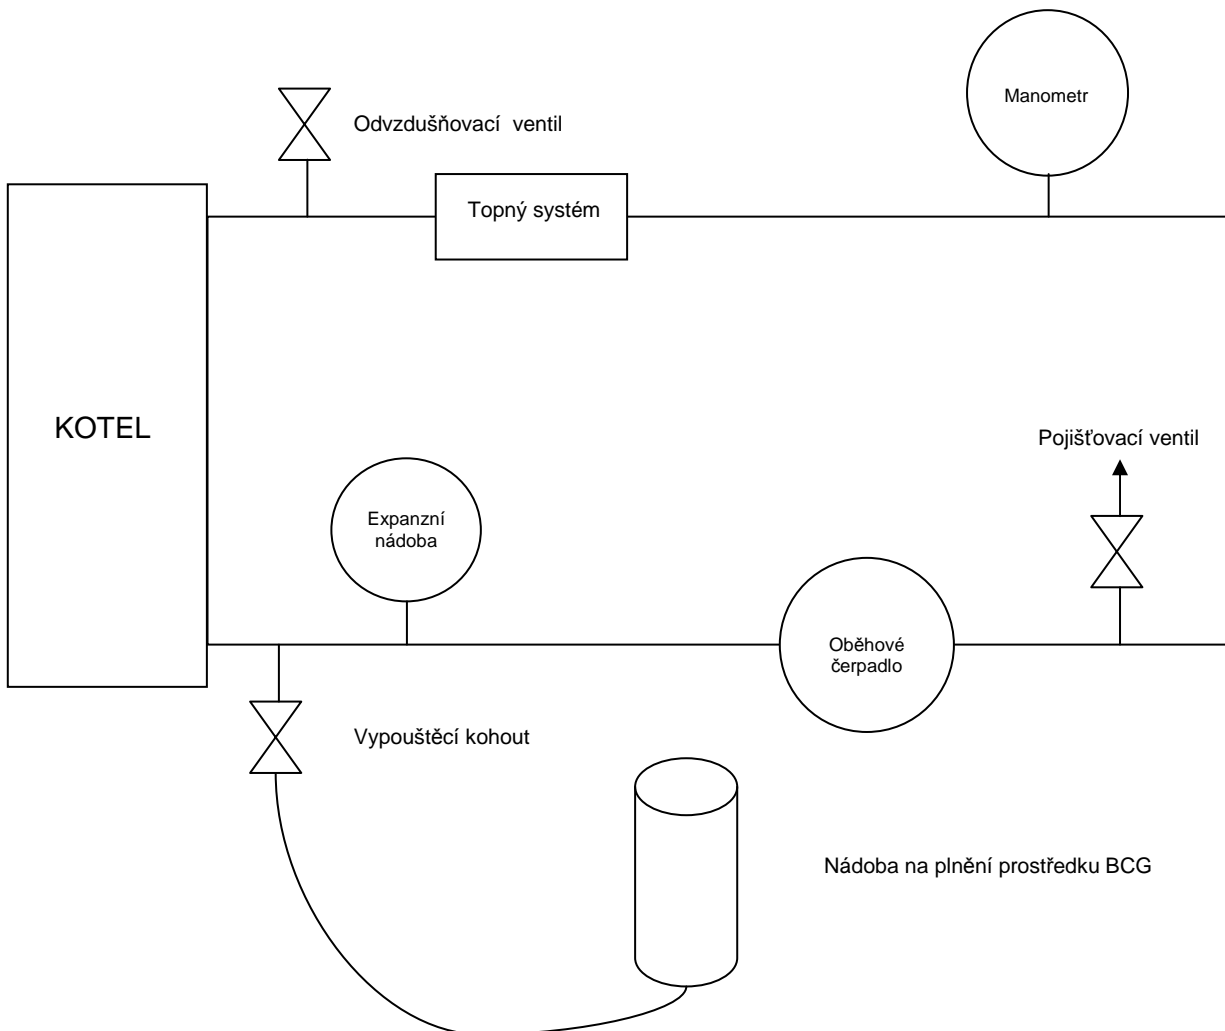 Manometr
Odvzdušňovací ventil
Topný systém
KOTEL
Pojišťovací ventil
Expanzní
nádoba
Oběhové
čerpadlo
Vypouštěcí kohout
Nádoba na plnění prostředku BCG